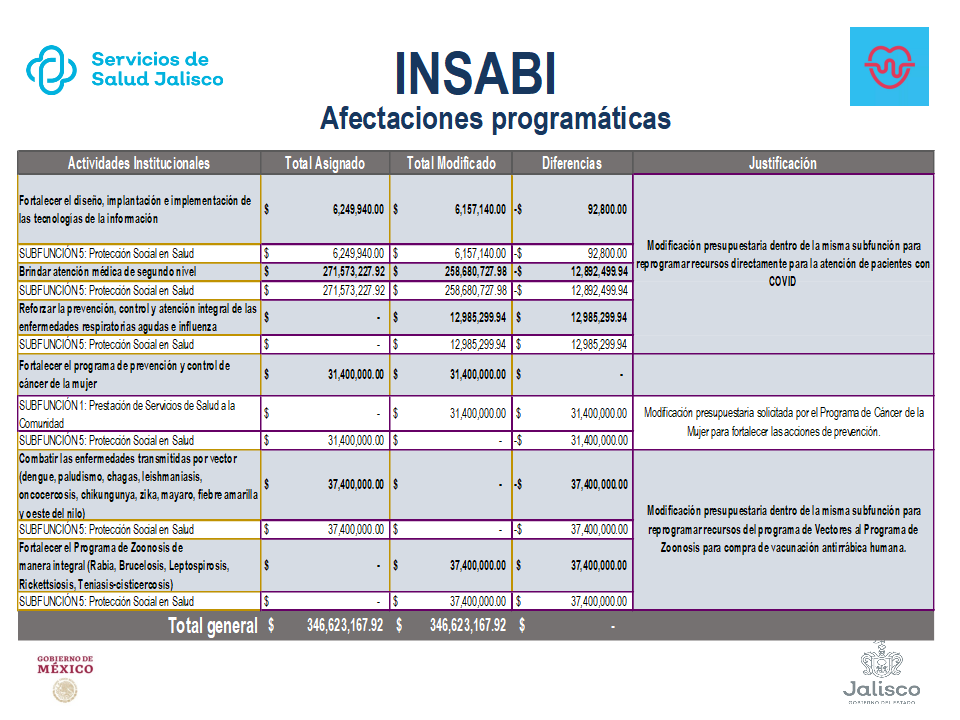 Servicios de
Salud Jalisco
INSABI
Afectaciones programáticas
Actividades Institucionales Total Asignado Total Modificado Diferencias Justificación
Fortalecer el diseño, implantación e implementación de
las tecnologías de la información
$ 6,249,940.00 $ 6,157,140.00 -$ 92,800.00
SUBFUNCIÓN 5: Protección Social en Salud $ 6,249,940.00 $ 6,157,140.00 -$ 92,800.00
Brindar atención médica de segundo nivel $ 271,573,227.92 $ 258,680,727.98 -$ 12,892,499.94
SUBFUNCIÓN 5: Protección Social en Salud $ 271,573,227.92 $ 258,680,727.98 -$ 12,892,499.94
Reforzar la prevención, control y atención integral de las
enfermedades respiratorias agudas e influenza
$ - $ 12,985,299.94 $ 12,985,299.94
SUBFUNCIÓN 5: Protección Social en Salud $ - $ 12,985,299.94 $ 12,985,299.94
Modificación presupuestaria dentro de la misma subfunción para
reprogramar recursos directamente para la atención de pacientes con
COVID
Fortalecer el programa de prevención y control de
cáncer de la mujer
$ 31,400,000.00 $ 31,400,000.00 $ -
SUBFUNCIÓN 1: Prestación de Servicios de Salud a la
Comunidad
$ - $ 31,400,000.00 $ 31,400,000.00
SUBFUNCIÓN 5: Protección Social en Salud $ 31,400,000.00 $ - -$ 31,400,000.00
Modificación presupuestaria solicitada por el Programa de Cáncer de la
Mujer para fortalecer las acciones de prevención.
Combatir las enfermedades transmitidas por vector
(dengue, paludismo, chagas, leishmaniasis,
oncocercosis, chikungunya, zika, mayaro, fiebre amarilla
y oeste del nilo)
$ 37,400,000.00 $ - -$ 37,400,000.00
SUBFUNCIÓN 5: Protección Social en Salud $ 37,400,000.00 $ - -$ 37,400,000.00
Fortalecer el Programa de Zoonosis de
manera integral (Rabia, Brucelosis, Leptospirosis,
Rickettsiosis, Teniasis-cisticercosis)
$ - $ 37,400,000.00 $ 37,400,000.00
SUBFUNCIÓN 5: Protección Social en Salud $ - $ 37,400,000.00 $ 37,400,000.00
Modificación presupuestaria dentro de la misma subfunción para
reprogramar recursos del programa de Vectores al Programa de
Zoonosis para compra de vacunación antirrábica humana.
Total general $ 346,623,167.92 $ 346,623,167.92 $ -
GOBIERNO DE
MÉXICO
Jalisco
GOBIERNO DEL ESTADO